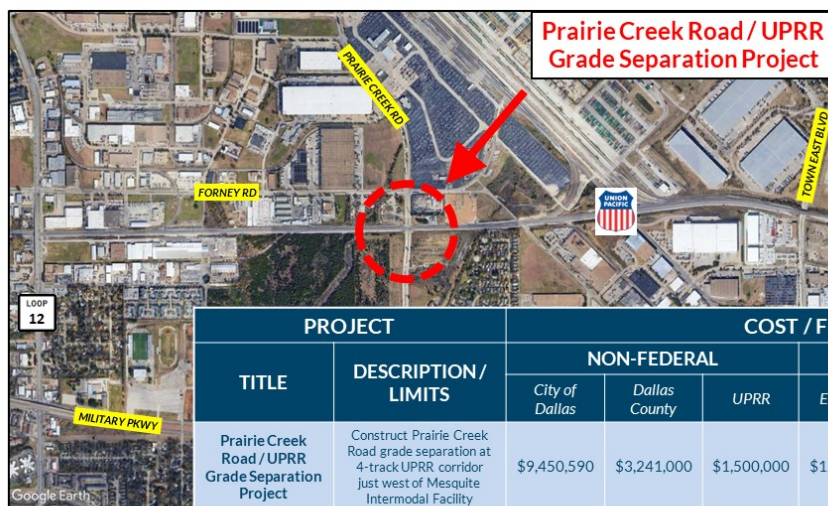 Prairie Creek Road / UPRR
Grade Separation Project
PRAIRIE CREEK RD
TOWN EAST BLVD
FORNEY RD
UNION
PACIFIC
LOOP
12
MILITARY PKWY
PROJECT
COST / F
TITLE
DESCRIPTION /
LIMITS
NON-FEDERAL
City of
Dallas
Dallas
County
UPRR
E
Prairie Creek
Road / UPRR
Grade Separation
Project
Construct Prairie Creek
Road grade separation at
4-track UPRR corridor
just west of Mesquite
Intermodal Facility
$9,450,590
$3,241,000
$1,500,000
$1
Google Earth